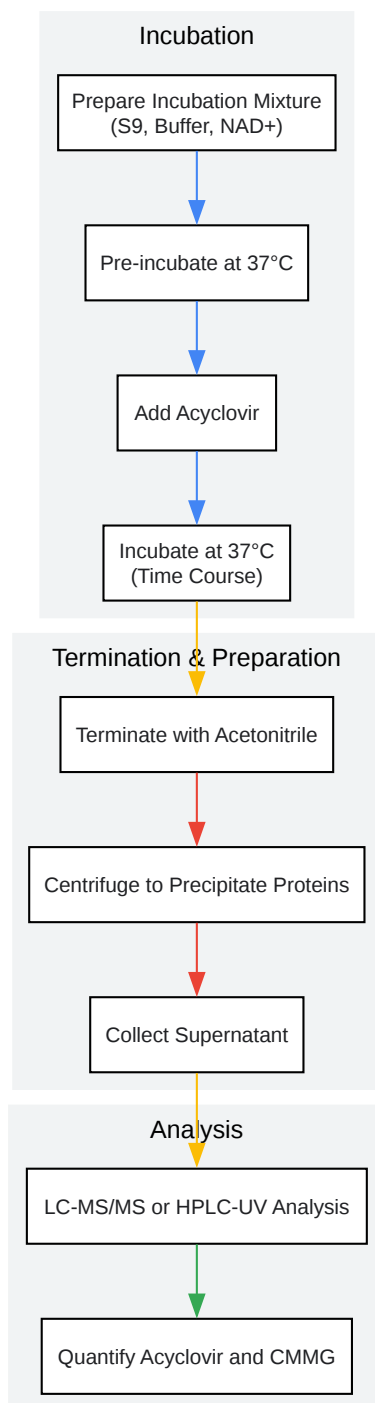 Incubation
Prepare Incubation Mixture
(S9, Buffer, NAD+)
Pre-incubate at 37°C
Add Acyclovir
Incubate at 37°C
(Time Course)
Termination & Preparation
Terminate with Acetonitrile
Centrifuge to Precipitate Proteins
Collect Supernatant
Analysis
LC-MS/MS or HPLC-UV Analysis
Quantify Acyclovir and CMMG